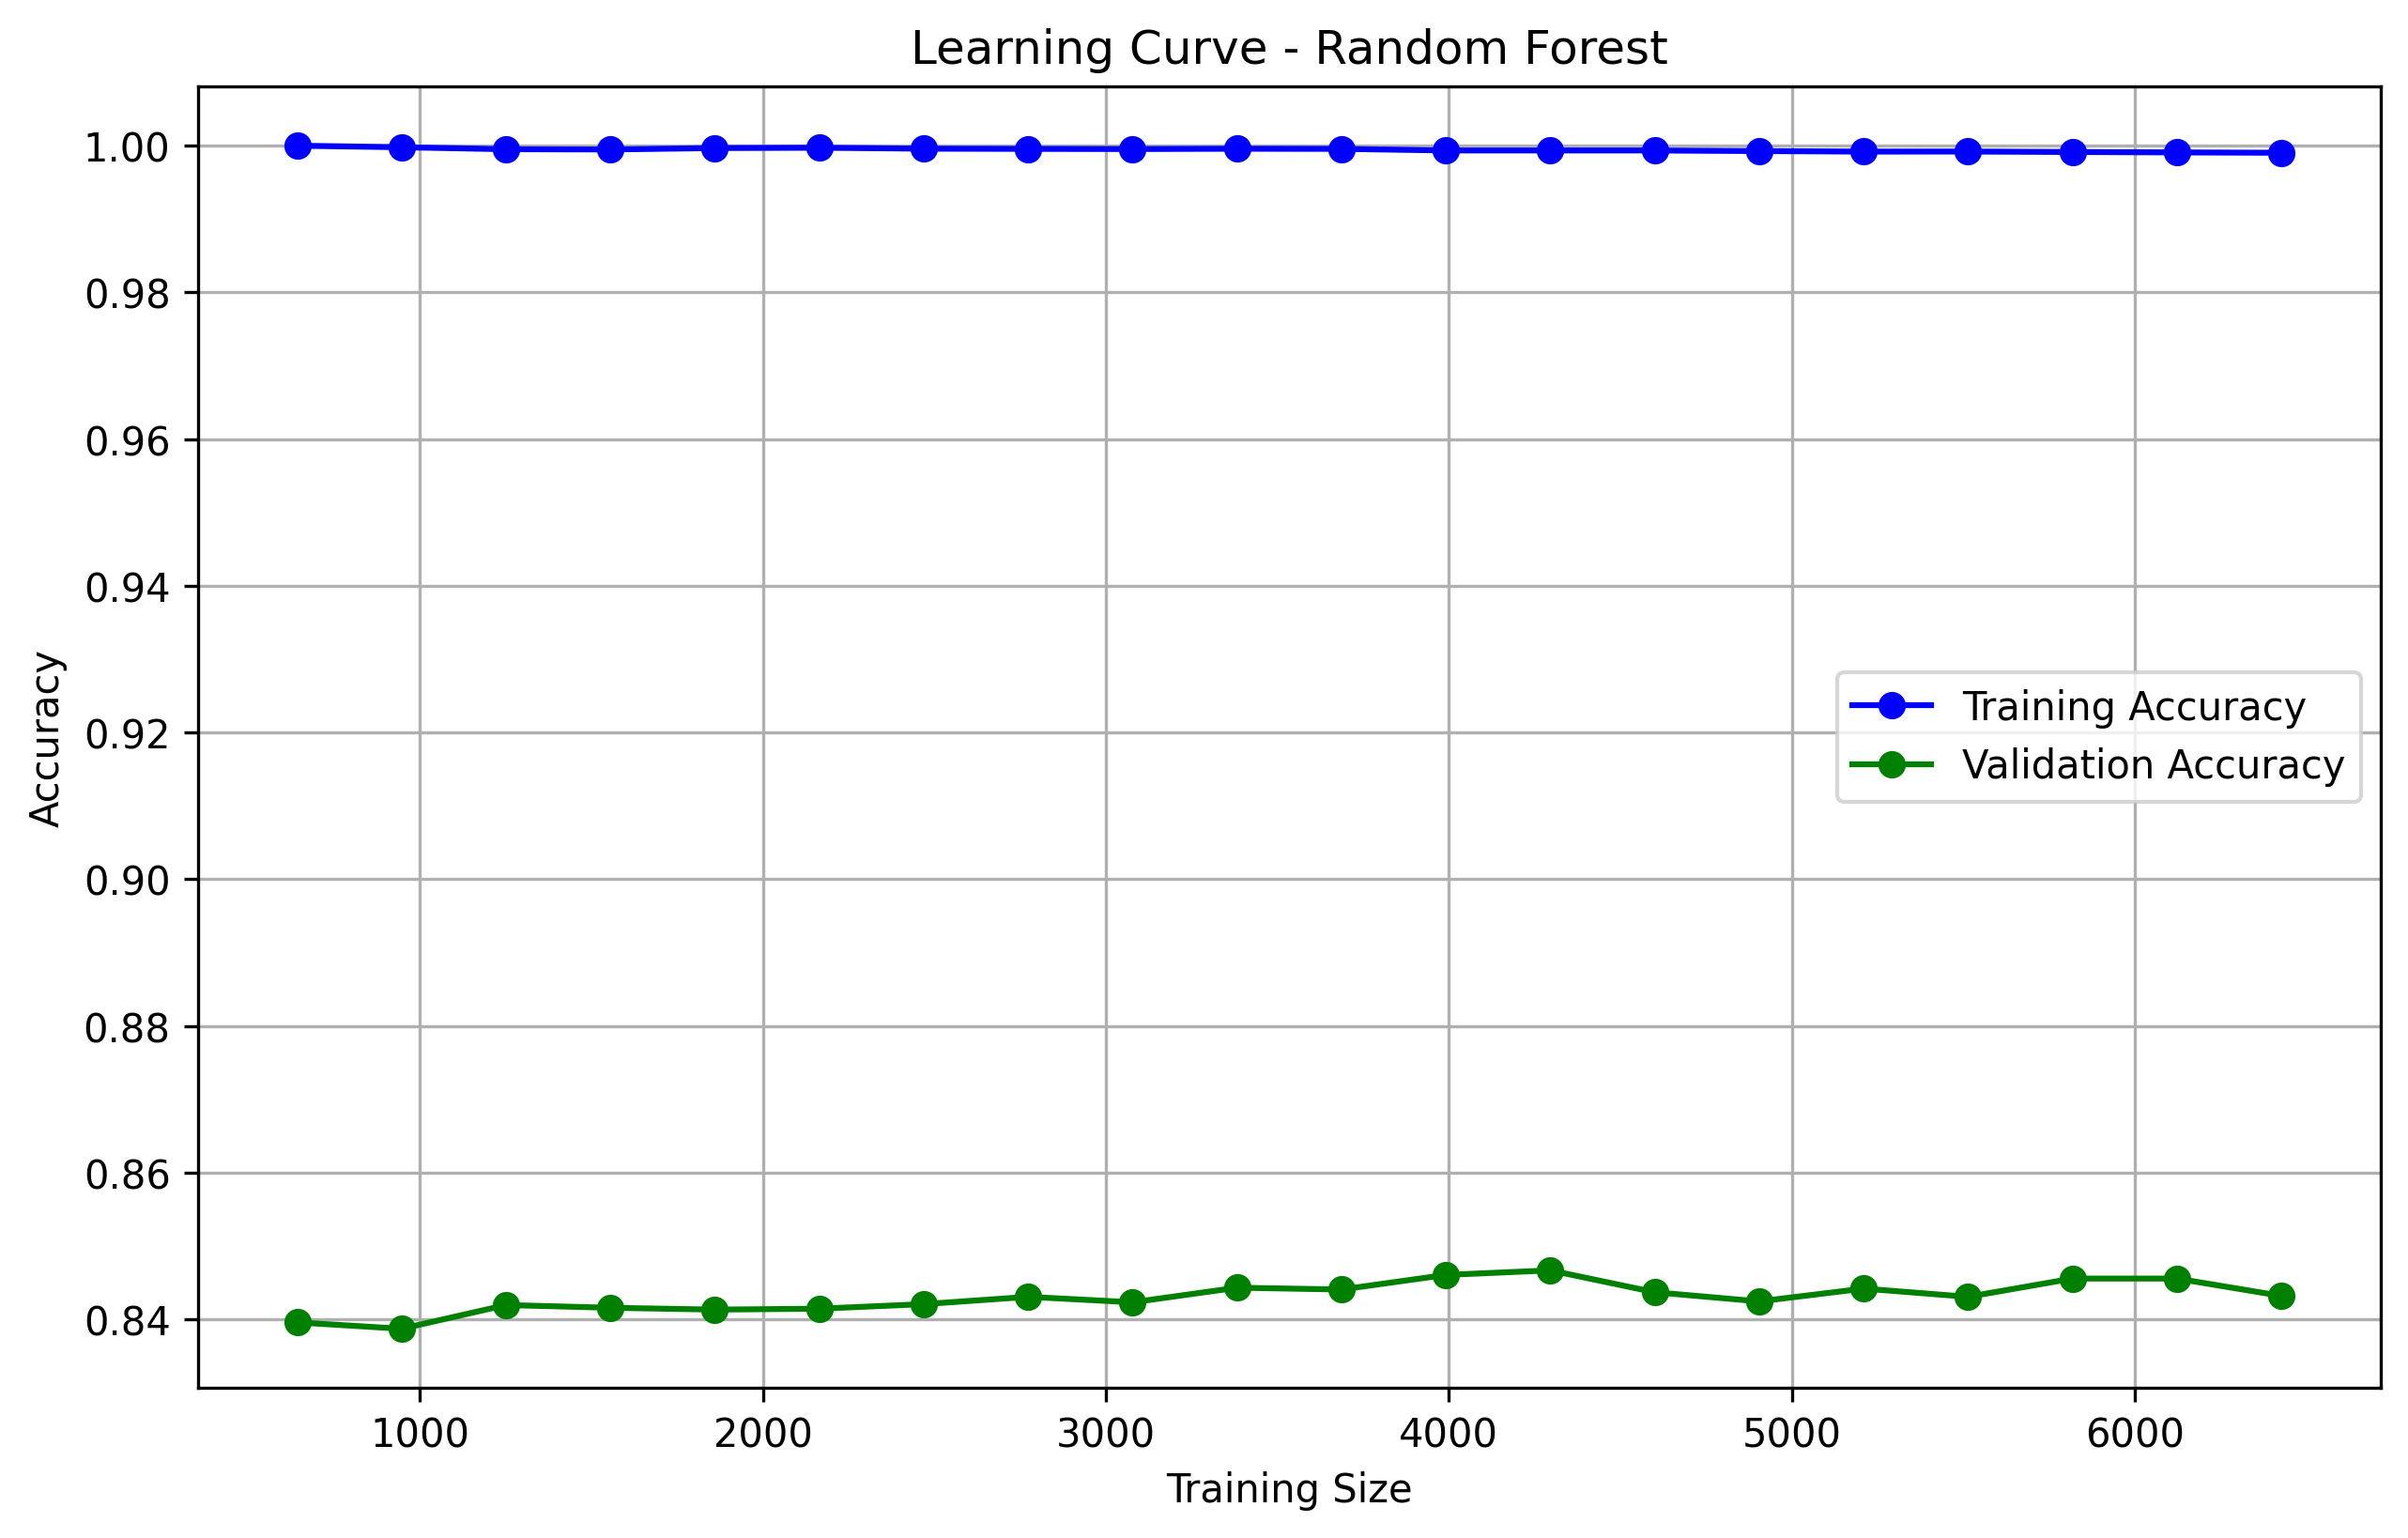 Learning Curve - Random Forest
1.00
0.98
0.96
0.94
0.92
0.90
0.88
0.86
0.84
Accuracy
Training Accuracy
Validation Accuracy
1000 2000 3000 4000 5000 6000
Training Size